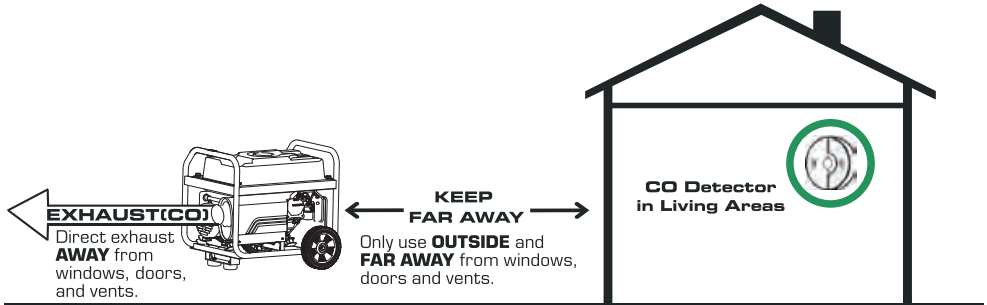 EXHAUST(CO)
Direct exhaust
AWAY from
windows, doors,
and vents.
KEEP
FAR AWAY
Only use OUTSIDE and
FAR AWAY from windows,
doors and vents.
CO Detector
in Living Areas